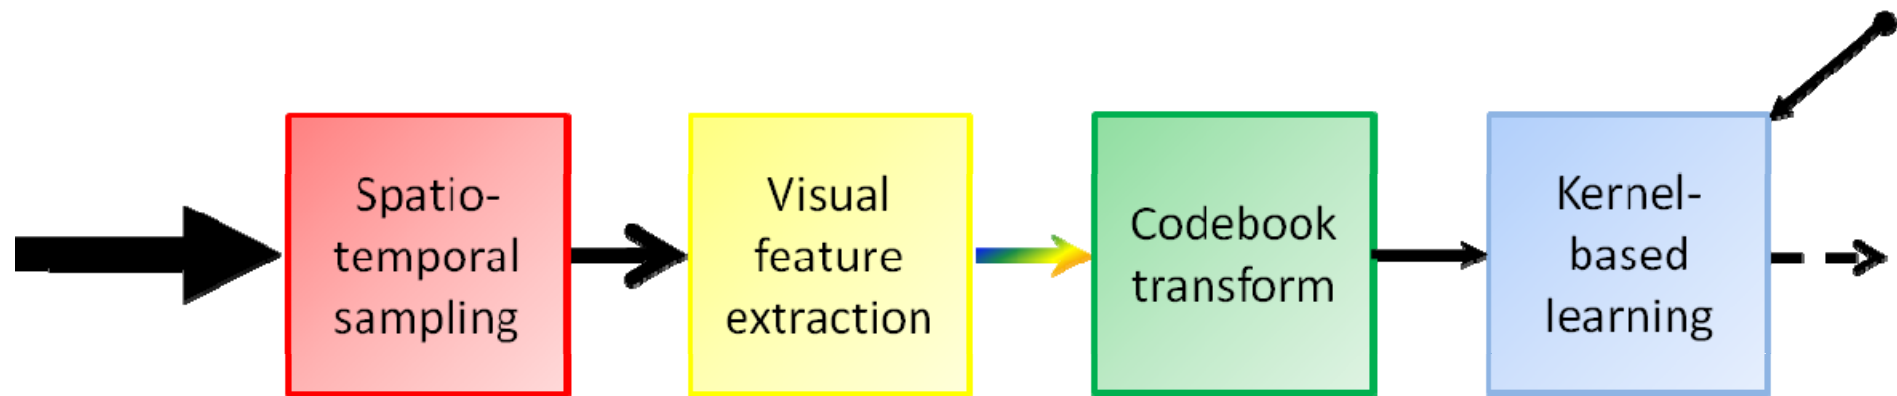 Spatio-
temporal
sampling
Visual
feature
extraction
Codebook
transform
Kernel-
based
learning